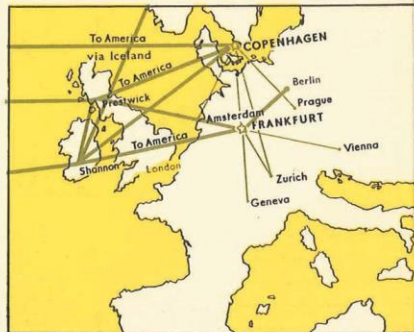 To America
COPENHAGEN
via Iceland
To America
Berlin
Prestwick
Prague
Amsterdam
FRANKFURT
To America
Vienna
Shannon
London
Zurich
Geneva